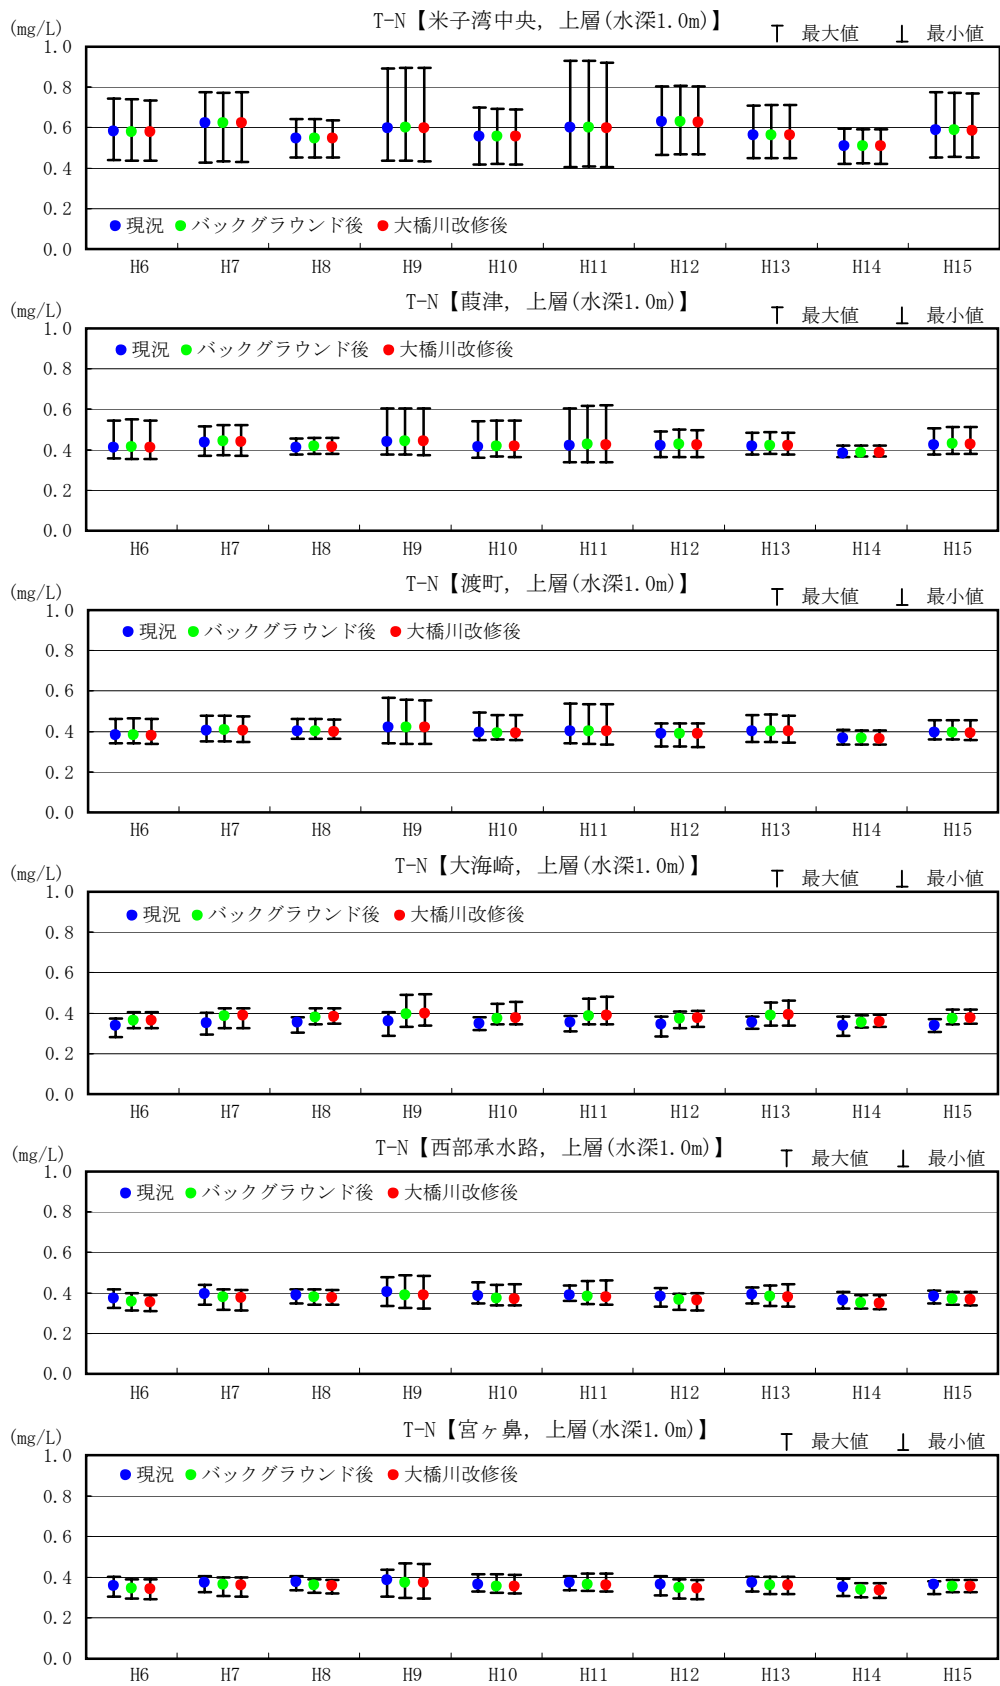 T-N【米子湾中央, 上層(水深1.0m)】
(mg/L) 最大値 最小値
1.0
0.8
0.6
0.4
0.2
0.0
現況 バックグラウンド後 大橋川改修後
H6 H7 H8 H9 H10 H11 H12 H13 H14 H15
T-N【葭津, 上層(水深1.0m)】
(mg/L) 最大値 最小値
1.0
現況 バックグラウンド後 大橋川改修後
0.8
0.6
0.4
0.2
0.0
H6 H7 H8 H9 H10 H11 H12 H13 H14 H15
T-N【渡町, 上層(水深1.0m)】
(mg/L) 最大値 最小値
1.0
現況 バックグラウンド後 大橋川改修後
0.8
0.6
0.4
0.2
0.0
H6 H7 H8 H9 H10 H11 H12 H13 H14 H15
T-N【大海崎, 上層(水深1.0m)】
(mg/L) 最大値 最小値
1.0
現況 バックグラウンド後 大橋川改修後
0.8
0.6
0.4
0.2
0.0
H6 H7 H8 H9 H10 H11 H12 H13 H14 H15
T-N【西部承水路, 上層(水深1.0m)】
(mg/L) 最大値 最小値
1.0
現況 バックグラウンド後 大橋川改修後
0.8
0.6
0.4
0.2
0.0
H6 H7 H8 H9 H10 H11 H12 H13 H14 H15
T-N【宮ヶ鼻, 上層(水深1.0m)】
(mg/L) 最大値 最小値
1.0
現況 バックグラウンド後 大橋川改修後
0.8
0.6
0.4
0.2
0.0
H6 H7 H8 H9 H10 H11 H12 H13 H14 H15